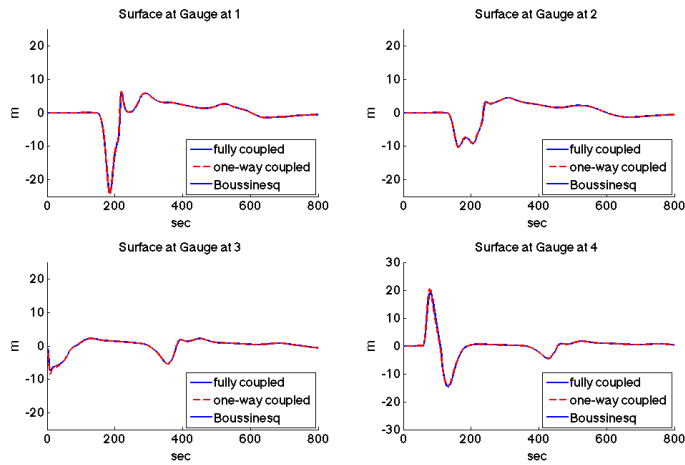 Surface at Gauge at 1
20
10
0
-10
-20
m
0 200 400 600 800
sec
fully coupled
one-way coupled
Boussinesq
Surface at Gauge at 2
20
10
0
-10
-20
m
0 200 400 600 800
sec
fully coupled
one-way coupled
Boussinesq
Surface at Gauge at 3
20
10
0
-10
-20
m
0 200 400 600 800
sec
fully coupled
one-way coupled
Boussinesq
Surface at Gauge at 4
30
20
10
0
-10
-20
-30
m
0 200 400 600 800
sec
fully coupled
one-way coupled
Boussinesq